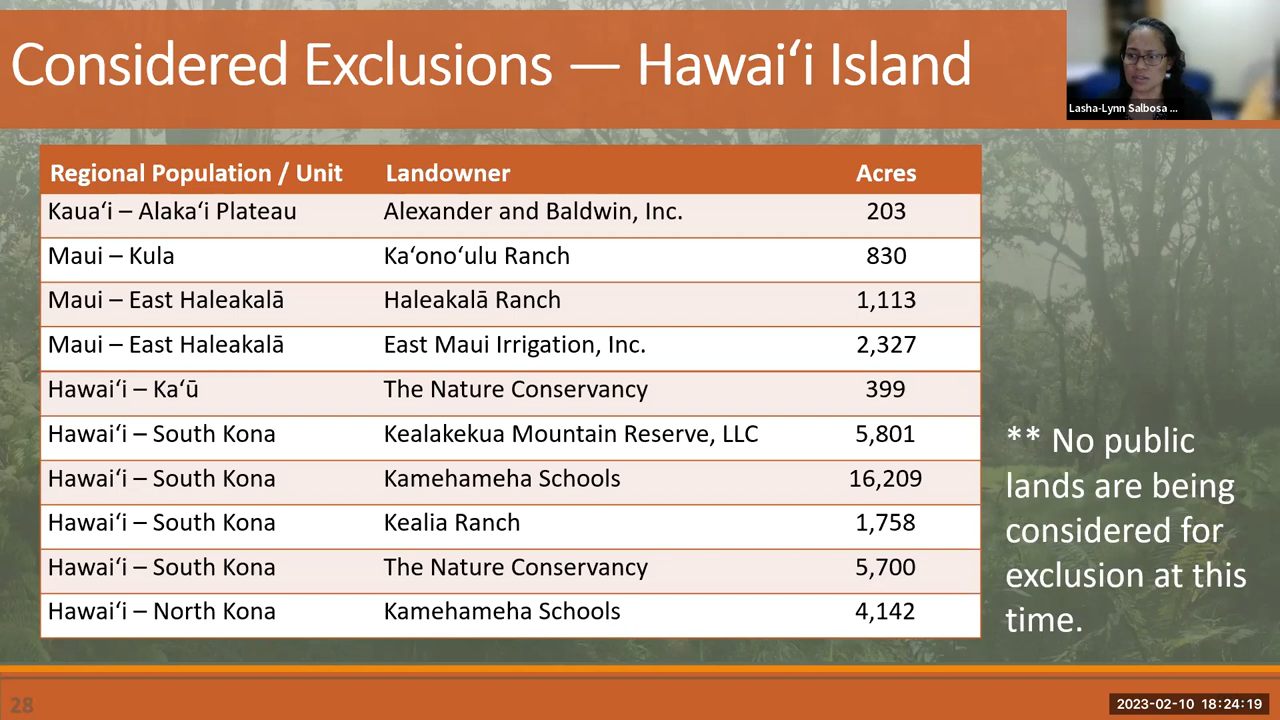 Considered Exclusions — Hawaiʻi Island
Lasha-Lynn Salbosa ...
Regional Population / Unit Landowner Acres
Kauaʻi – Alakaʻi Plateau Alexander and Baldwin, Inc. 203
Maui – Kula Kaʻonoʻulu Ranch 830
Maui – East Haleakalā Haleakalā Ranch 1,113
Maui – East Haleakalā East Maui Irrigation, Inc. 2,327
Hawaiʻi – Kaʻū The Nature Conservancy 399
Hawaiʻi – South Kona Kealakekua Mountain Reserve, LLC 5,801
Hawaiʻi – South Kona Kamehameha Schools 16,209
Hawaiʻi – South Kona Kealia Ranch 1,758
Hawaiʻi – South Kona The Nature Conservancy 5,700
Hawaiʻi – North Kona Kamehameha Schools 4,142
** No public
lands are being
considered for
exclusion at this
time.
28
2023-02-10 18:24:19